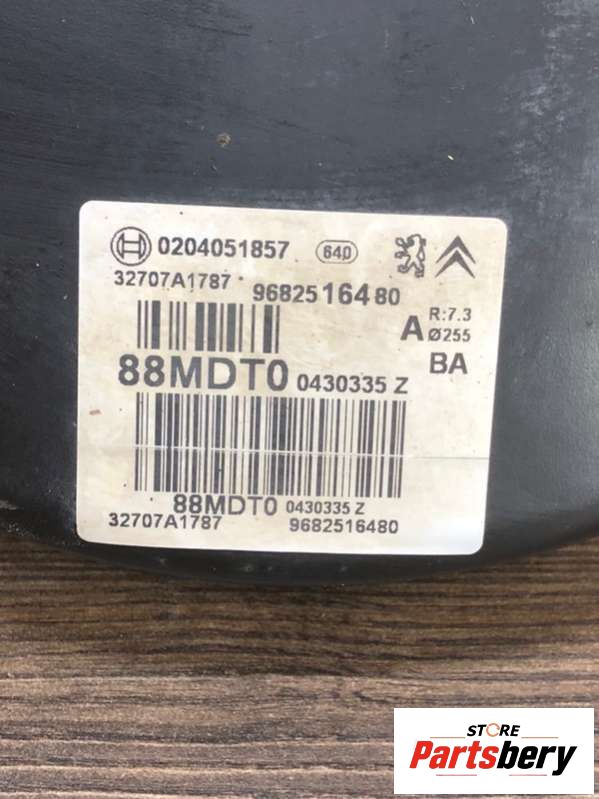 0204051857 640
32707A1787 9682516480
A R:7.3
Ø255
BA
88MDT0 0430335 Z
88MDT0 0430335 Z
32707A1787 9682516480
STORE
Partsbery